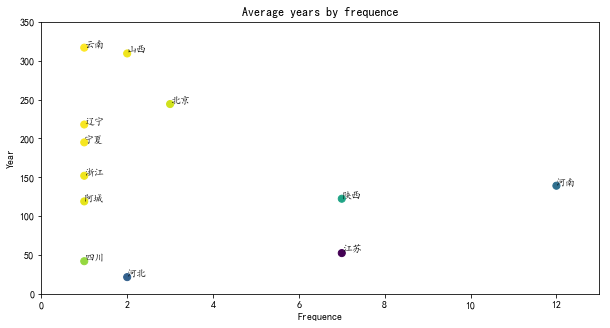 Average years by frequence
350
300
250
200
150
100
50
0
Year
云南
山西
北京
辽宁
宁夏
浙江
阿城
陕西
河南
江苏
四川
河北
0 2 4 6 8 10 12
Frequence